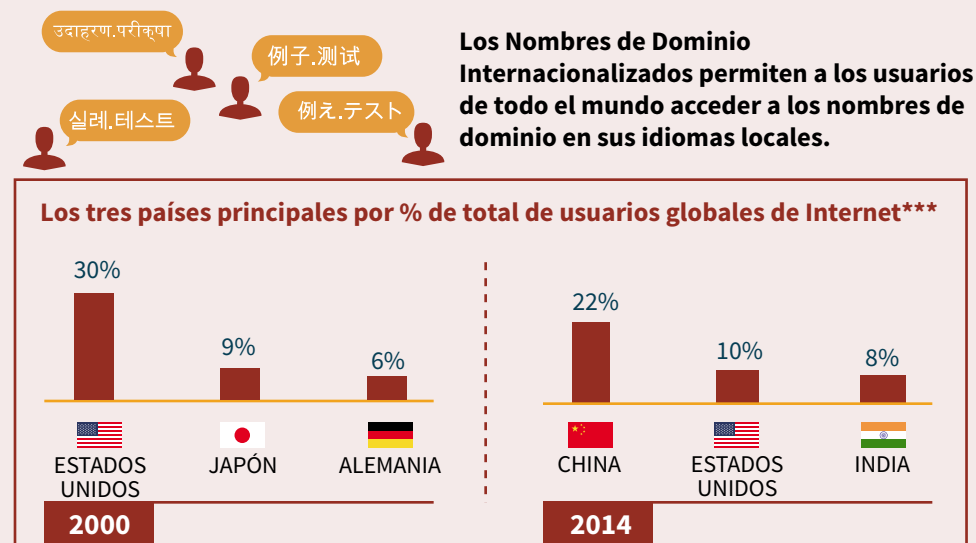 उदाहरण.परीक्षा
例子.测试
실례.테스트
例え.テスト
Los Nombres de Dominio
Internacionalizados permiten a los usuarios
de todo el mundo acceder a los nombres de
dominio en sus idiomas locales.
Los tres países principales por % de total de usuarios globales de Internet***
30%
9%
6%
ESTADOS
UNIDOS
JAPÓN
ALEMANIA
2000
22%
10%
8%
CHINA
ESTADOS
UNIDOS
INDIA
2014